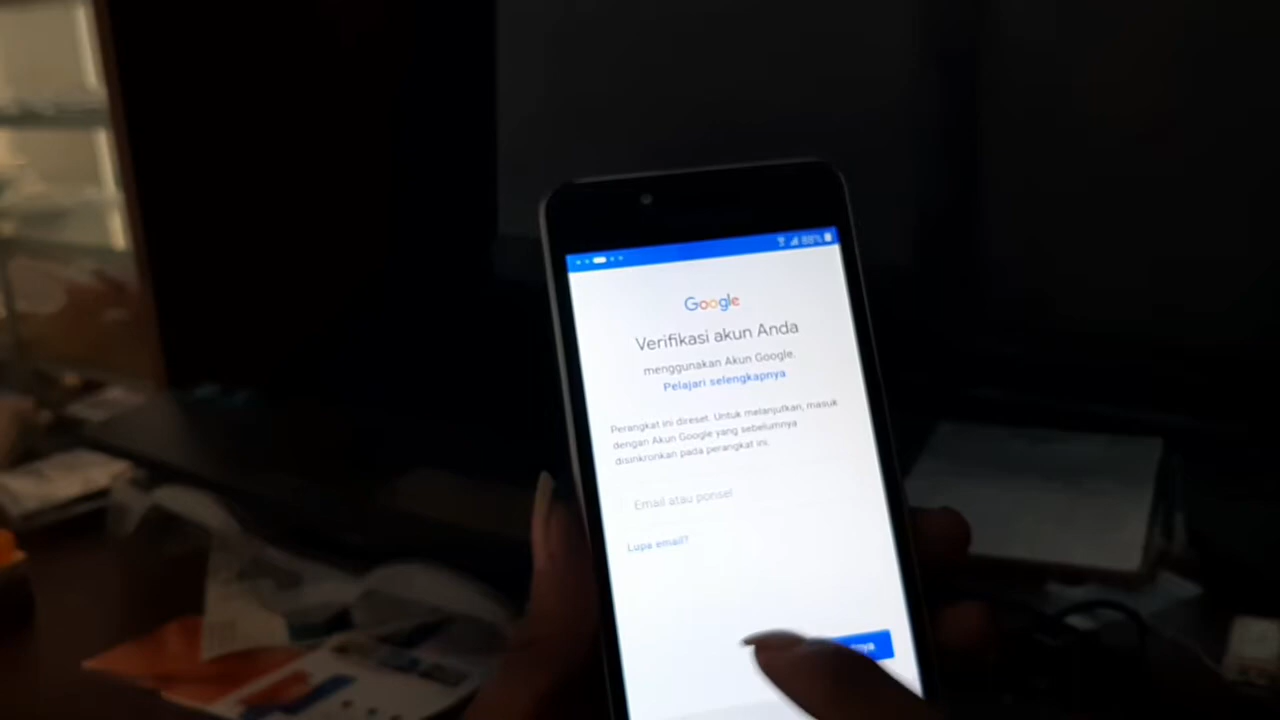 88%
Google
Verifikasi akun Anda
menggunakan Akun Google.
Pelajari selengkapnya
Perangkat ini direset. Untuk melanjutkan, masuk
dengan Akun Google yang sebelumnya
disinkronkan pada perangkat ini.
Email atau ponsel
Lupa email?